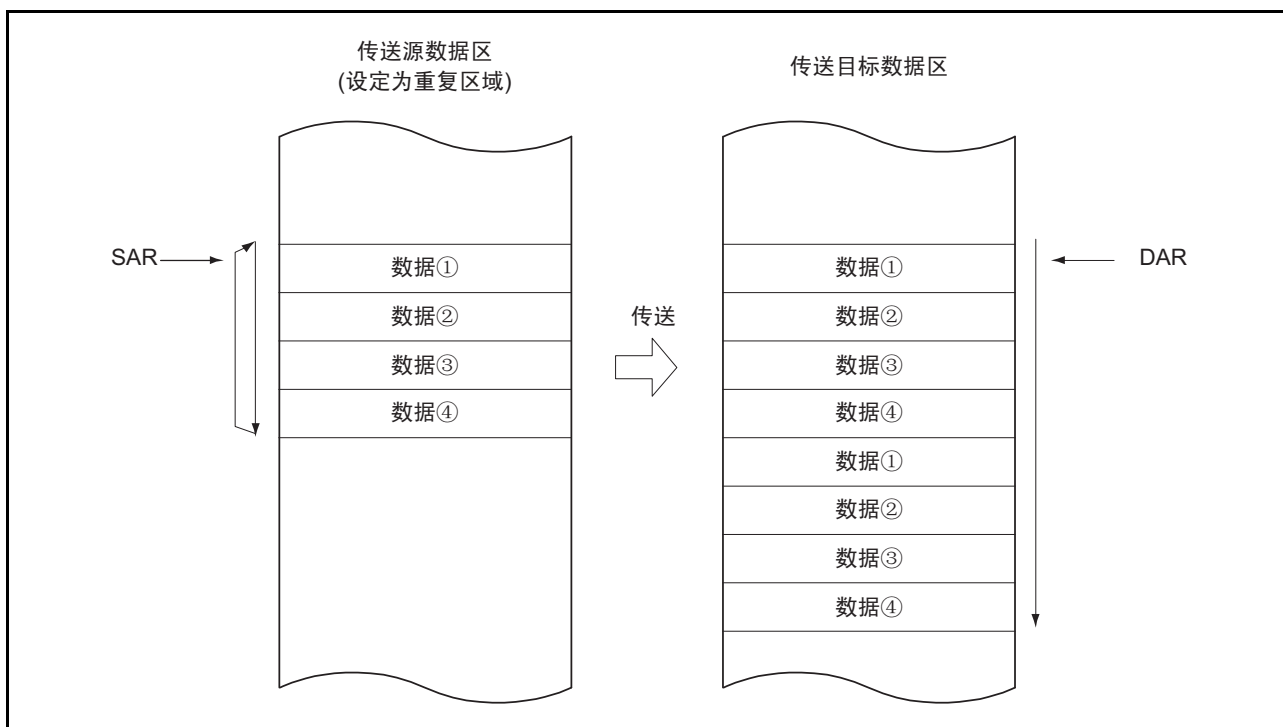 传送源数据区
(设定为重复区域)
传送目标数据区
SAR
数据①
数据②
数据③
数据④
传送
数据①
数据②
数据③
数据④
数据①
数据②
数据③
数据④
DAR